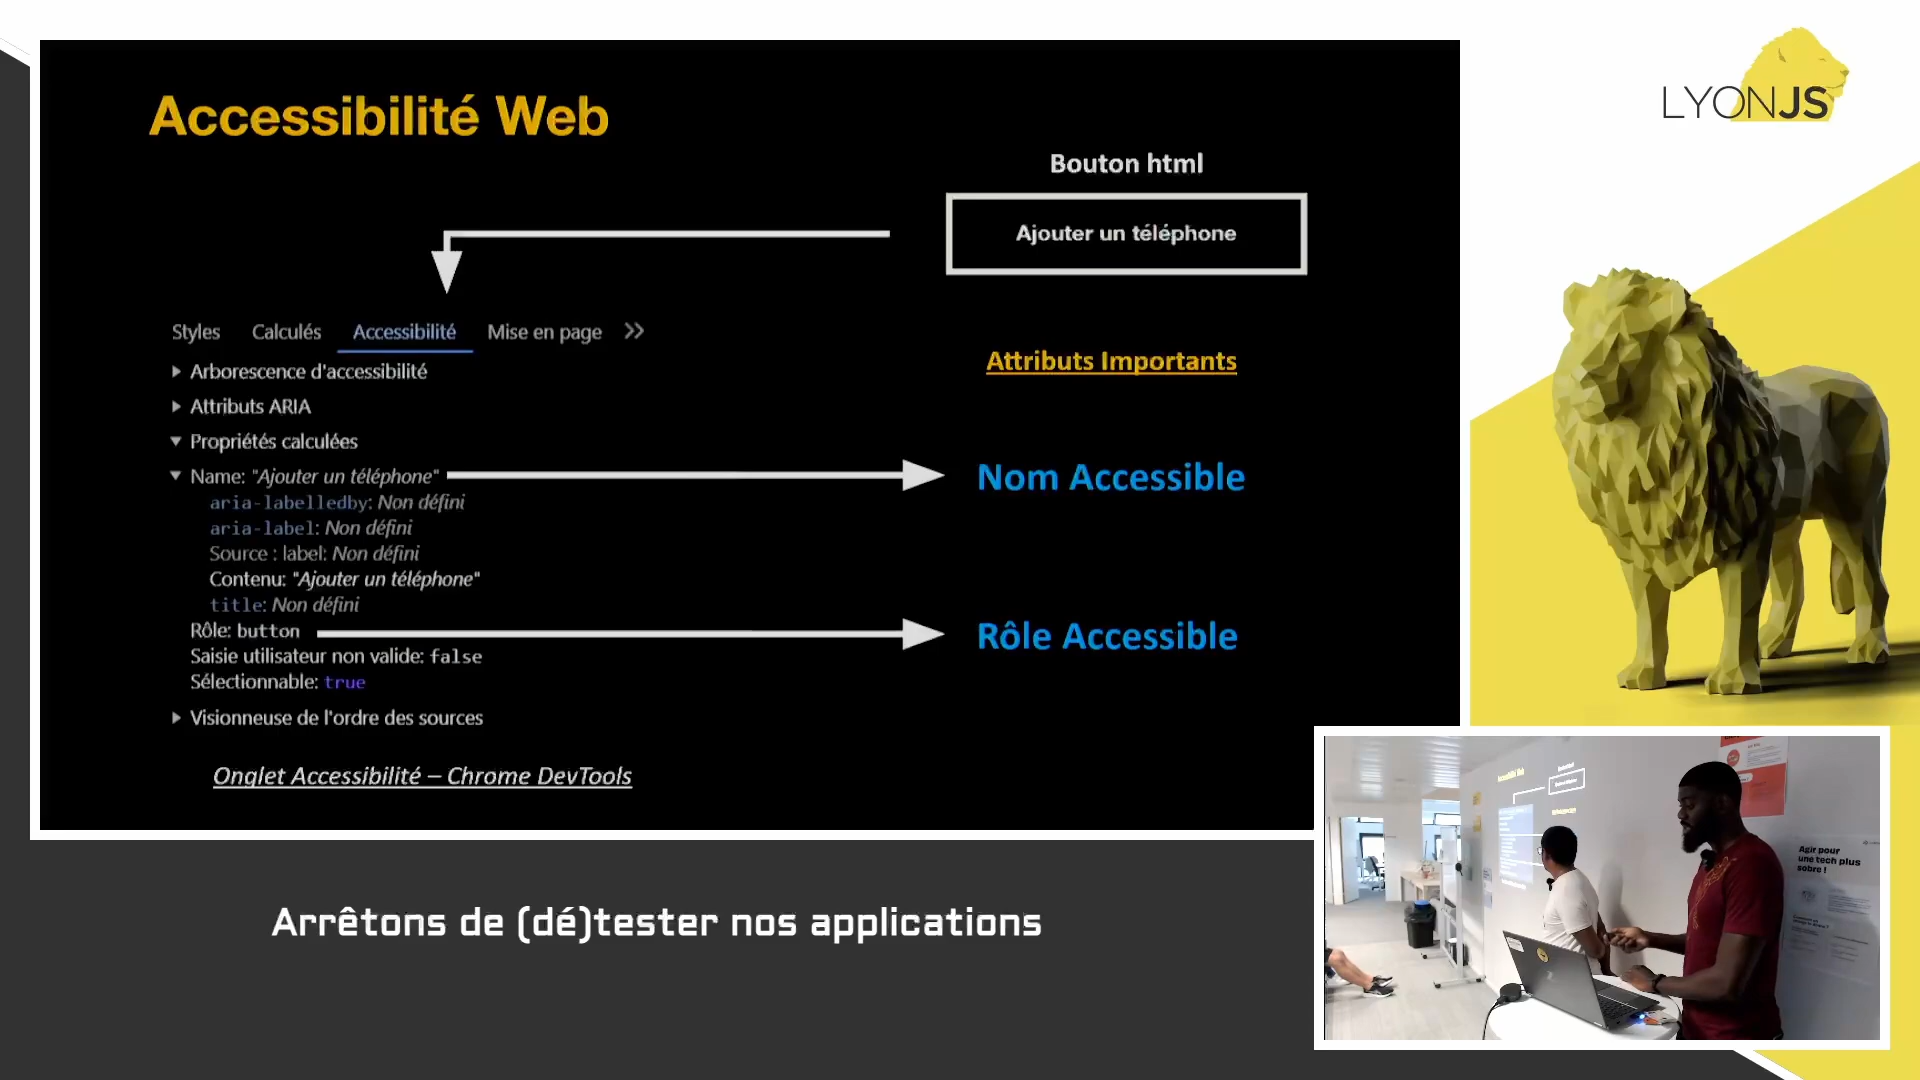 Accessibilité Web
Bouton html
Ajouter un téléphone
Styles Calculés Accessibilité Mise en page
Attributs Importants
Arborescence d'accessibilité
Attributs ARIA
Propriétés calculées
Name: "Ajouter un téléphone"
Nom Accessible
aria-labelledby: Non défini
aria-label: Non défini
Source : label: Non défini
Contenu: "Ajouter un téléphone"
title: Non défini
Rôle: button
Rôle Accessible
Saisie utilisateur non valide: false
Sélectionnable: true
Visionneuse de l'ordre des sources
Onglet Accessibilité – Chrome DevTools
LYONJS
Arrêtons de (dé)tester nos applications
Agir pour
une tech plus
sobre !